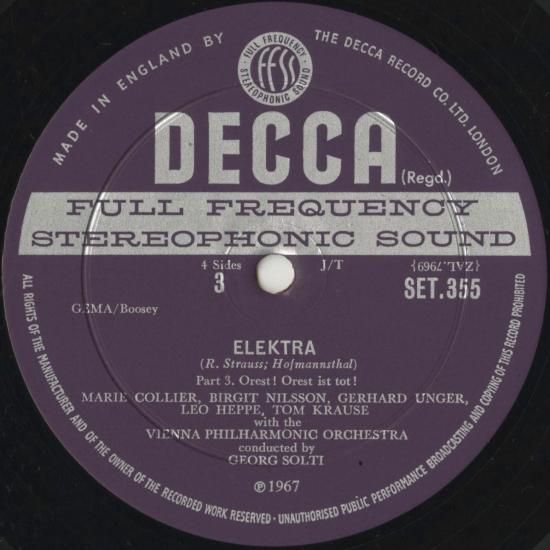 MADE IN ENGLAND BY
THE DECCA RECORD CO. LTD. LONDON
FULL FREQUENCY
FFSS
STEREOPHONIC SOUND
DECCA
(Regd.)
FULL FREQUENCY
STEREOPHONIC SOUND
4 Sides
3
J/T
{ZAL.7969}
SET.355
GEMA/Boosey
ELEKTRA
(R. Strauss; Hofmannsthal)
Part 3. Orest! Orest ist tot!
MARIE COLLIER, BIRGIT NILSSON, GERHARD UNGER,
LEO HEPPE, TOM KRAUSE
with the
VIENNA PHILHARMONIC ORCHESTRA
conducted by
GEORG SOLTI
℗ 1967
ALL RIGHTS OF THE MANUFACTURER AND OF THE OWNER OF THE RECORDED WORK RESERVED · UNAUTHORISED PUBLIC PERFORMANCE BROADCASTING AND COPYING OF THIS RECORD PROHIBITED